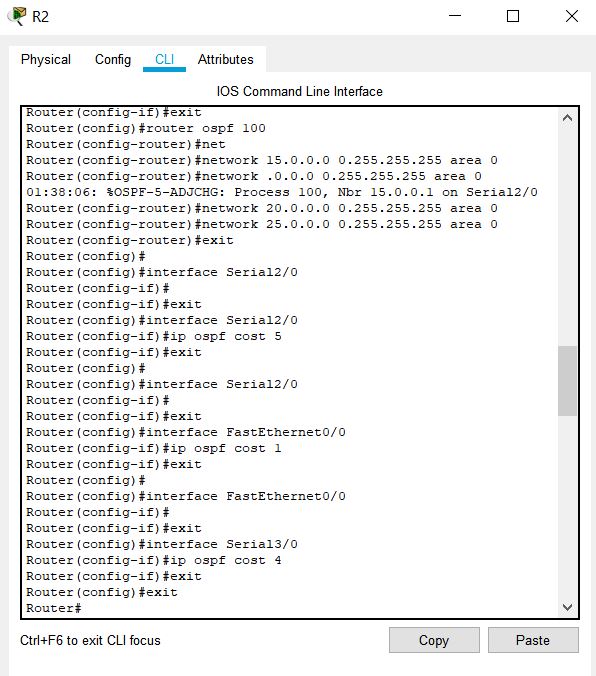 R2
Physical Config CLI Attributes
IOS Command Line Interface
Router(config-if)#exit
Router(config)#router ospf 100
Router(config-router)#net
Router(config-router)#network 15.0.0.0 0.255.255.255 area 0
Router(config-router)#network .0.0.0 0.255.255.255 area 0
01:38:06: %OSPF-5-ADJCHG: Process 100, Nbr 15.0.0.1 on Serial2/0
Router(config-router)#network 20.0.0.0 0.255.255.255 area 0
Router(config-router)#network 25.0.0.0 0.255.255.255 area 0
Router(config-router)#exit
Router(config)#
Router(config)#interface Serial2/0
Router(config-if)#
Router(config-if)#exit
Router(config)#interface Serial2/0
Router(config-if)#ip ospf cost 5
Router(config-if)#exit
Router(config)#
Router(config)#interface Serial2/0
Router(config-if)#
Router(config-if)#exit
Router(config)#interface FastEthernet0/0
Router(config-if)#ip ospf cost 1
Router(config-if)#exit
Router(config)#
Router(config)#interface FastEthernet0/0
Router(config-if)#
Router(config-if)#exit
Router(config)#interface Serial3/0
Router(config-if)#ip ospf cost 4
Router(config-if)#exit
Router(config)#exit
Router#
Ctrl+F6 to exit CLI focus
Copy Paste